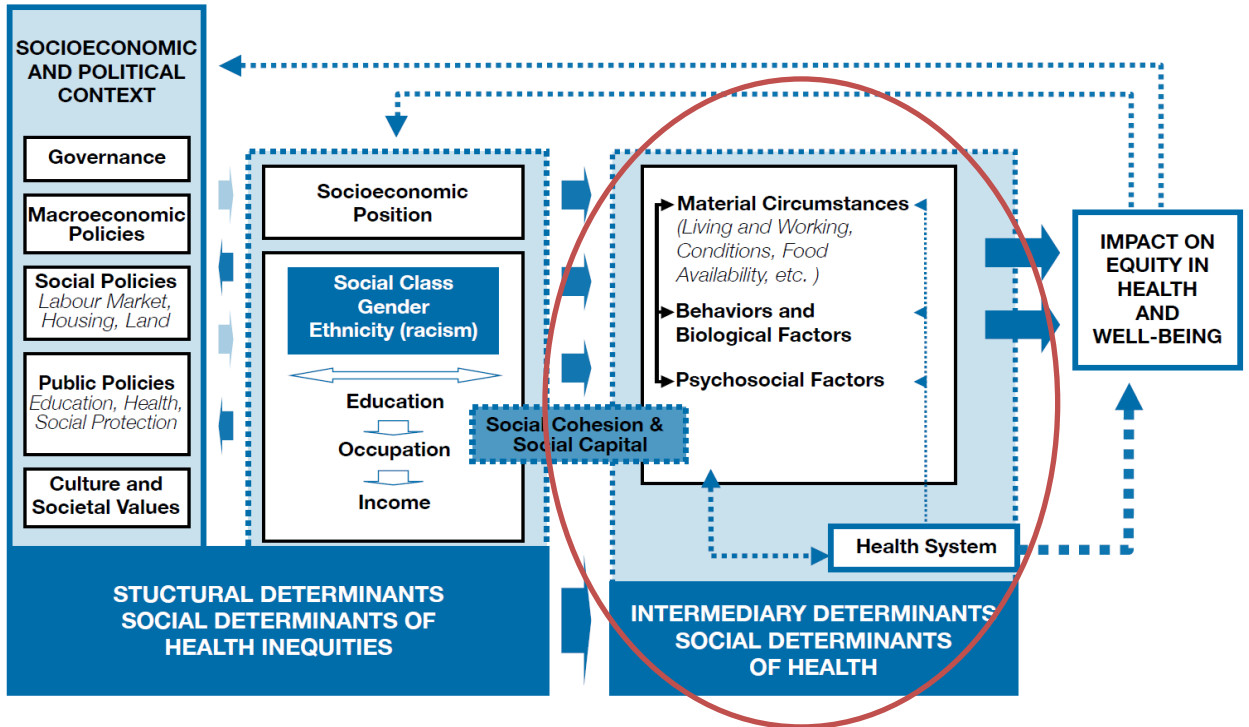 SOCIOECONOMIC
AND POLITICAL
CONTEXT
Governance
Macroeconomic
Policies
Social Policies
Labour Market,
Housing, Land
Public Policies
Education, Health,
Social Protection
Culture and
Societal Values
Socioeconomic
Position
Social Class
Gender
Ethnicity (racism)
Education
Occupation
Income
Social Cohesion &
Social Capital
Material Circumstances
(Living and Working,
Conditions, Food
Availability, etc. )
Behaviors and
Biological Factors
Psychosocial Factors
Health System
IMPACT ON
EQUITY IN
HEALTH
AND
WELL-BEING
STUCTURAL DETERMINANTS
SOCIAL DETERMINANTS OF
HEALTH INEQUITIES
INTERMEDIARY DETERMINANTS
SOCIAL DETERMINANTS
OF HEALTH